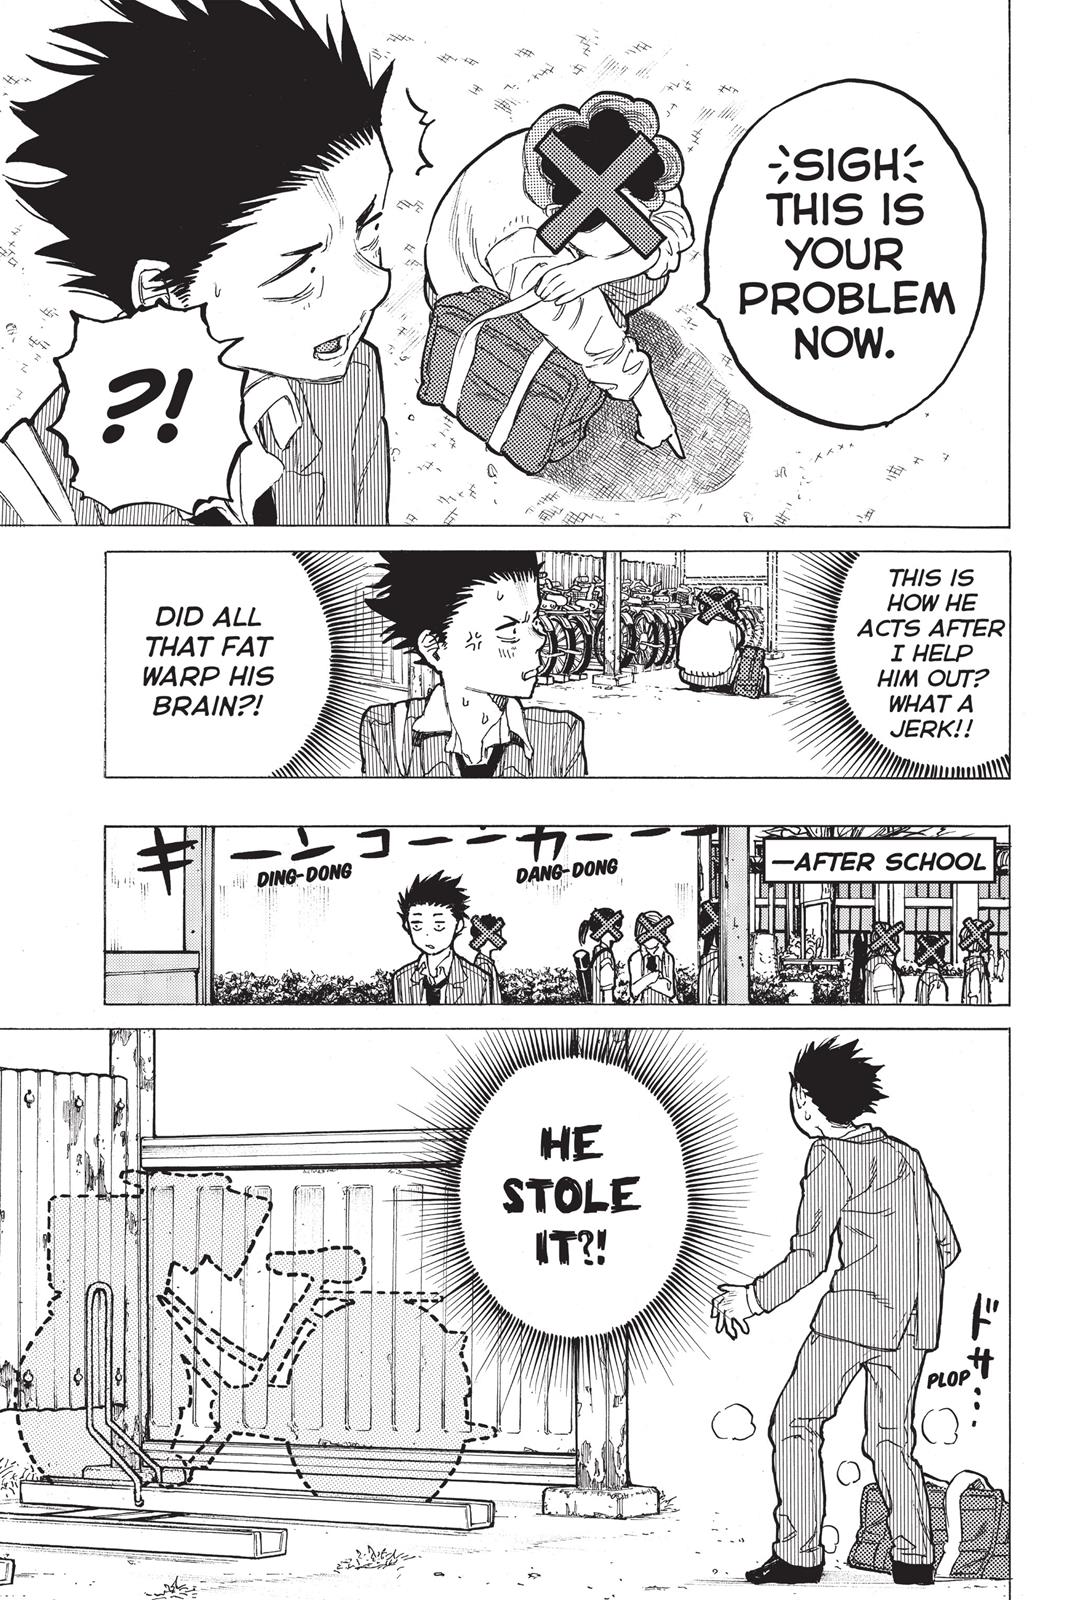 SIGH
THIS IS
YOUR
PROBLEM
NOW.
?!
THIS IS
HOW HE
ACTS AFTER
I HELP
HIM OUT?
WHAT A
JERK!!
DID ALL
THAT FAT
WARP HIS
BRAIN?!
—AFTER SCHOOL
キーンコーンカーーー
DING-DONG
DANG-DONG
HE
STOLE
IT?!
ドサ…
PLOP